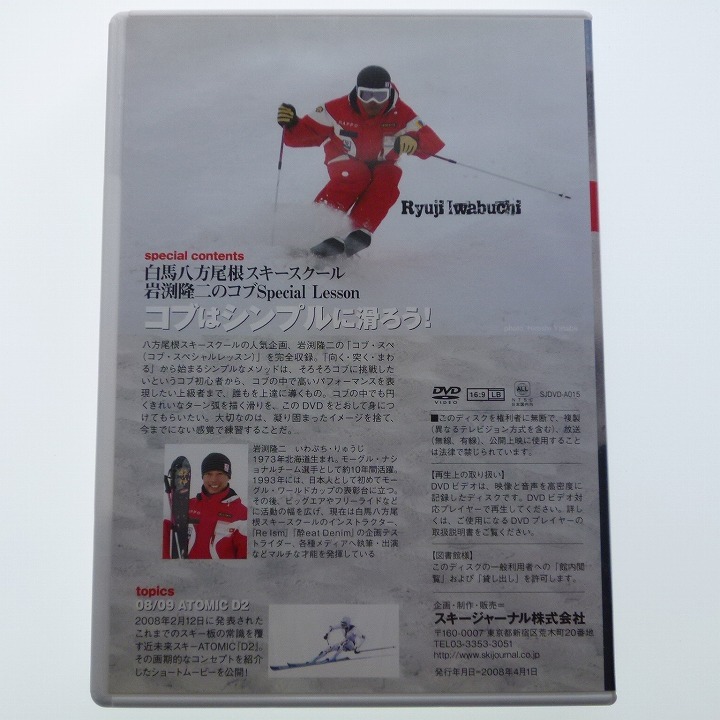 Ryuji Iwabuchi
special contents
白馬八方尾根スキースクール
岩渕隆二のコブSpecial Lesson
コブはシンプルに滑ろう!
八方尾根スキースクールの人気企画、岩渕隆二の「コブ・スペ
(コブ・スペシャルレッスン)」を完全収録。「向く・突く・まわ
る」から始まるシンプルなメソッドは、そろそろコブに挑戦した
いというコブ初心者から、コブの中で高いパフォーマンスを表
現したい上級者まで、誰もを上達に導くもの。コブの中でも円
くきれいなターン弧を描く滑りを、このDVDをとおして身につ
けてもらいたい。大切なのは、凝り固まったイメージを捨て、
今までにない感覚で練習することだ。
岩渕隆二 いわぶち・りゅうじ
1973年北海道生まれ。モーグル・ナシ
ョナルチーム選手として約10年間活躍。
1993年には、日本人として初めてモー
グル・ワールドカップの表彰台に立つ。
その後、ビッグエアやフリーライドなど
に活動の幅を広げ、現在は白馬八方尾
根スキースクールのインストラクター、
「Re ism」「酔eat Denim」の企画テス
トライダー、各種メディアへ執筆・出演
などマルチな才能を発揮している
topics
08/09 ATOMIC D2
2008年2月12日に発表された
これまでのスキー板の常識を覆
す近未来スキーATOMIC「D2」。
その画期的なコンセプトを紹介
したショートムービーを公開!
DVD VIDEO
16:9 LB
ALL
SJDVD-A015
■このディスクを権利者に無断で、複製
(異なるテレビジョン方式を含む)、放送
(無線、有線)、公開上映に使用すること
は法律で禁じられています。
【再生上の取り扱い】
DVDビデオは、映像と音声を高密度に
記録したディスクです。DVDビデオ対
応プレイヤーで再生してください。詳し
くは、ご使用になるDVDプレイヤーの
取扱説明書をご覧ください。
【図書館様】
このディスクの一般利用者への「館内閲
覧」および「貸し出し」を許可します。
企画・制作・販売=
スキージャーナル株式会社
〒160-0007 東京都新宿区荒木町20番地
TEL03-3353-3051
http://www.skijournal.co.jp
発行年月日=2008年4月1日